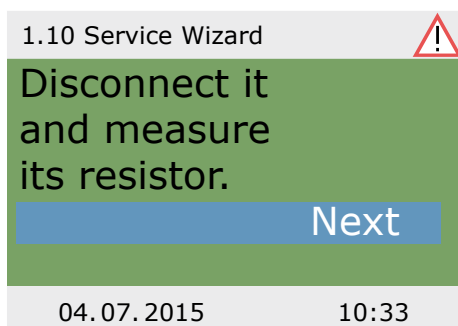 1.10 Service Wizard
Disconnect it
and measure
its resistor.
Next
04.07.2015 10:33